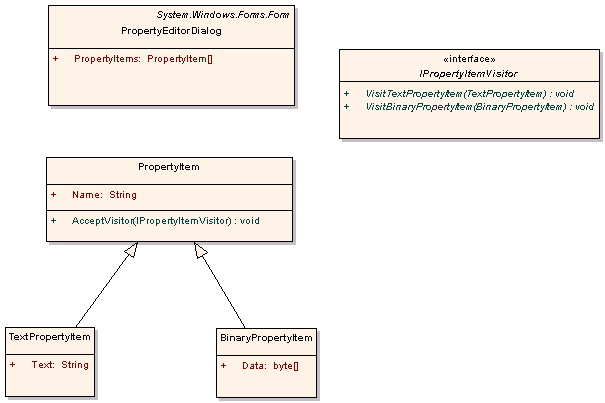 System.Windows.Forms.Form
PropertyEditorDialog
+ PropertyItems: PropertyItem[]
«interface»
IPropertyItemVisitor
+ VisitTextPropertyItem(TextPropertyItem) : void
+ VisitBinaryPropertyItem(BinaryPropertyItem) : void
PropertyItem
+ Name: String
+ AcceptVisitor(IPropertyItemVisitor) : void
TextPropertyItem
+ Text: String
BinaryPropertyItem
+ Data: byte[]